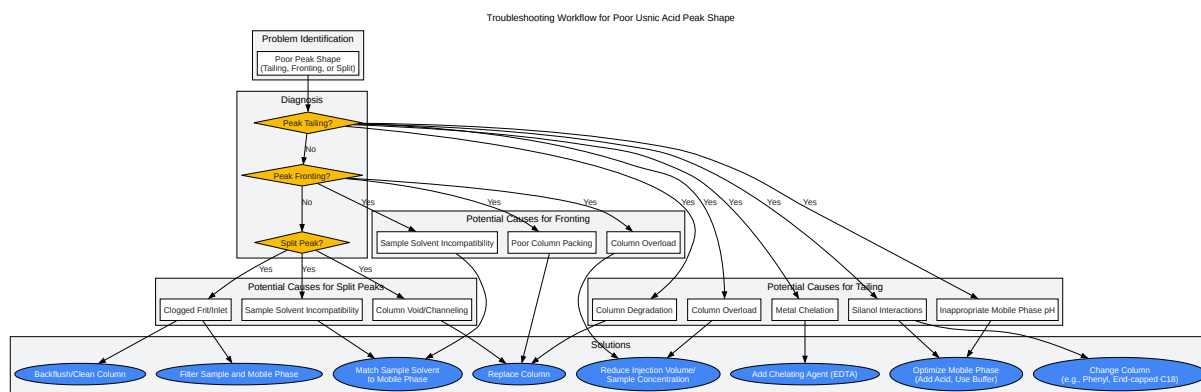 Troubleshooting Workflow for Poor Usnic Acid Peak Shape
Problem Identification
Poor Peak Shape
(Tailing, Fronting, or Split)
Diagnosis
Peak Tailing?
No
Peak Fronting?
No
Yes
Yes
Yes
Yes
Yes
Yes
Yes
Yes
Potential Causes for Fronting
Sample Solvent Incompatibility
Poor Column Packing
Column Overload
Split Peak?
Yes
Yes
Yes
Potential Causes for Split Peaks
Clogged Frit/Inlet
Sample Solvent Incompatibility
Column Void/Channeling
Potential Causes for Tailing
Column Degradation
Column Overload
Metal Chelation
Silanol Interactions
Inappropriate Mobile Phase pH
Solutions
Backflush/Clean Column
Filter Sample and Mobile Phase
Match Sample Solvent
to Mobile Phase
Replace Column
Reduce Injection Volume/
Sample Concentration
Add Chelating Agent (EDTA)
Optimize Mobile Phase
(Add Acid, Use Buffer)
Change Column
(e.g., Phenyl, End-capped C18)